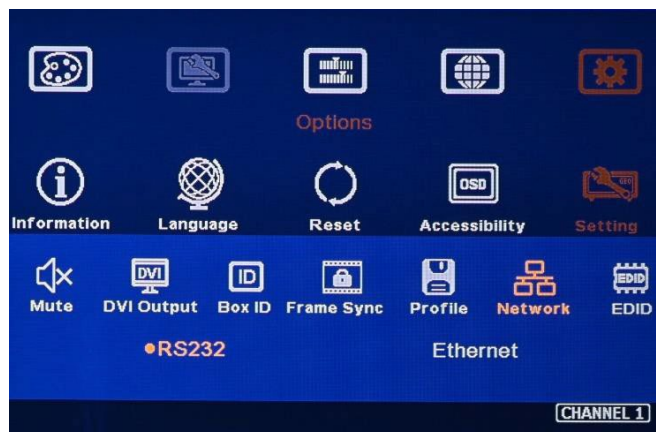 Options
Information Language Reset OSD Accessibility Setting
DVI ID EDID
Mute DVI Output Box ID Frame Sync Profile Network EDID
RS232 Ethernet
CHANNEL 1